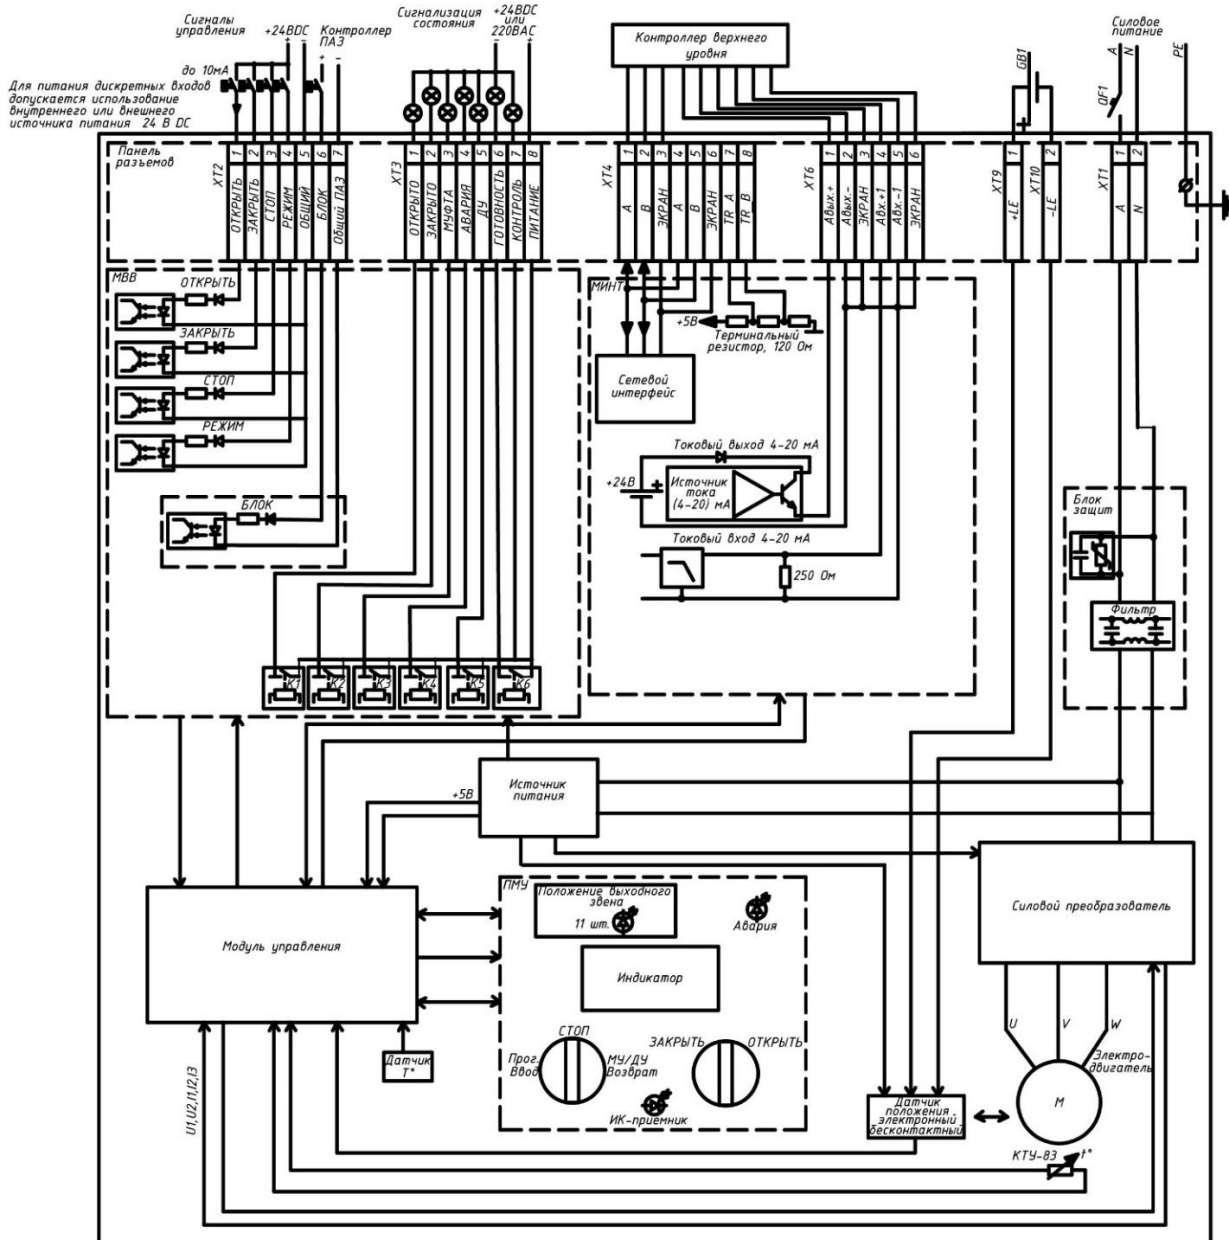 Сигналы
управления
+24ВDC
+ -
Контроллер
ПАЗ
+ -
до 10мА
Для питания дискретных входов
допускается использование
внутреннего или внешнего
источника питания 24 В DC
Сигнализация
состояния
+24ВDC
или
220ВАС
- +
Контроллер верхнего
уровня
GB1
+
Силовое
питание
A
N
PE
QF1
Панель
разъемов
XT2
1 2 3 4 5 6 7
ОТКРЫТЬ
ЗАКРЫТЬ
СТОП
РЕЖИМ
ОБЩИЙ
БЛОК
Общий ПАЗ
XT3
1 2 3 4 5 6 7 8
ОТКРЫТО
ЗАКРЫТО
МУФТА
АВАРИЯ
ДУ
ГОТОВНОСТЬ
КОНТРОЛЬ
ПИТАНИЕ
XT4
1 2 3 4 5 6 7 8
A
B
ЭКРАН
A
B
ЭКРАН
TR A
TR B
XT6
1 2 3 4 5 6
Авых.+
Авых.-
ЭКРАН
Авх.+1
Авх.-1
ЭКРАН
XT9
1
+LE
XT10
2
-LE
XT1
1 2
A
N
МВВ
ОТКРЫТЬ
ЗАКРЫТЬ
СТОП
РЕЖИМ
БЛОК
K1
K2
K3
K4
K5
K6
МИНТ
+5В
Терминальный
резистор, 120 Ом
Сетевой
интерфейс
Токовый выход 4-20 мА
+24В
+
Источник
тока
(4-20) мА
Токовый вход 4-20 мА
250 Ом
Блок
защит
Фильтр
Источник
питания
+5В
Модуль управления
ПМУ
Положение выходного
звена
11 шт.
Авария
Индикатор
СТОП
Прог.
Ввод
МУ/ДУ
Возврат
ЗАКРЫТЬ
ОТКРЫТЬ
ИК-приемник
Силовой преобразователь
U
V
W
Электро-
двигатель
M
Датчик
T°
Датчик
положения
электронный
бесконтактный
КТУ-83
t°
U1,U2,I1,I2,I3